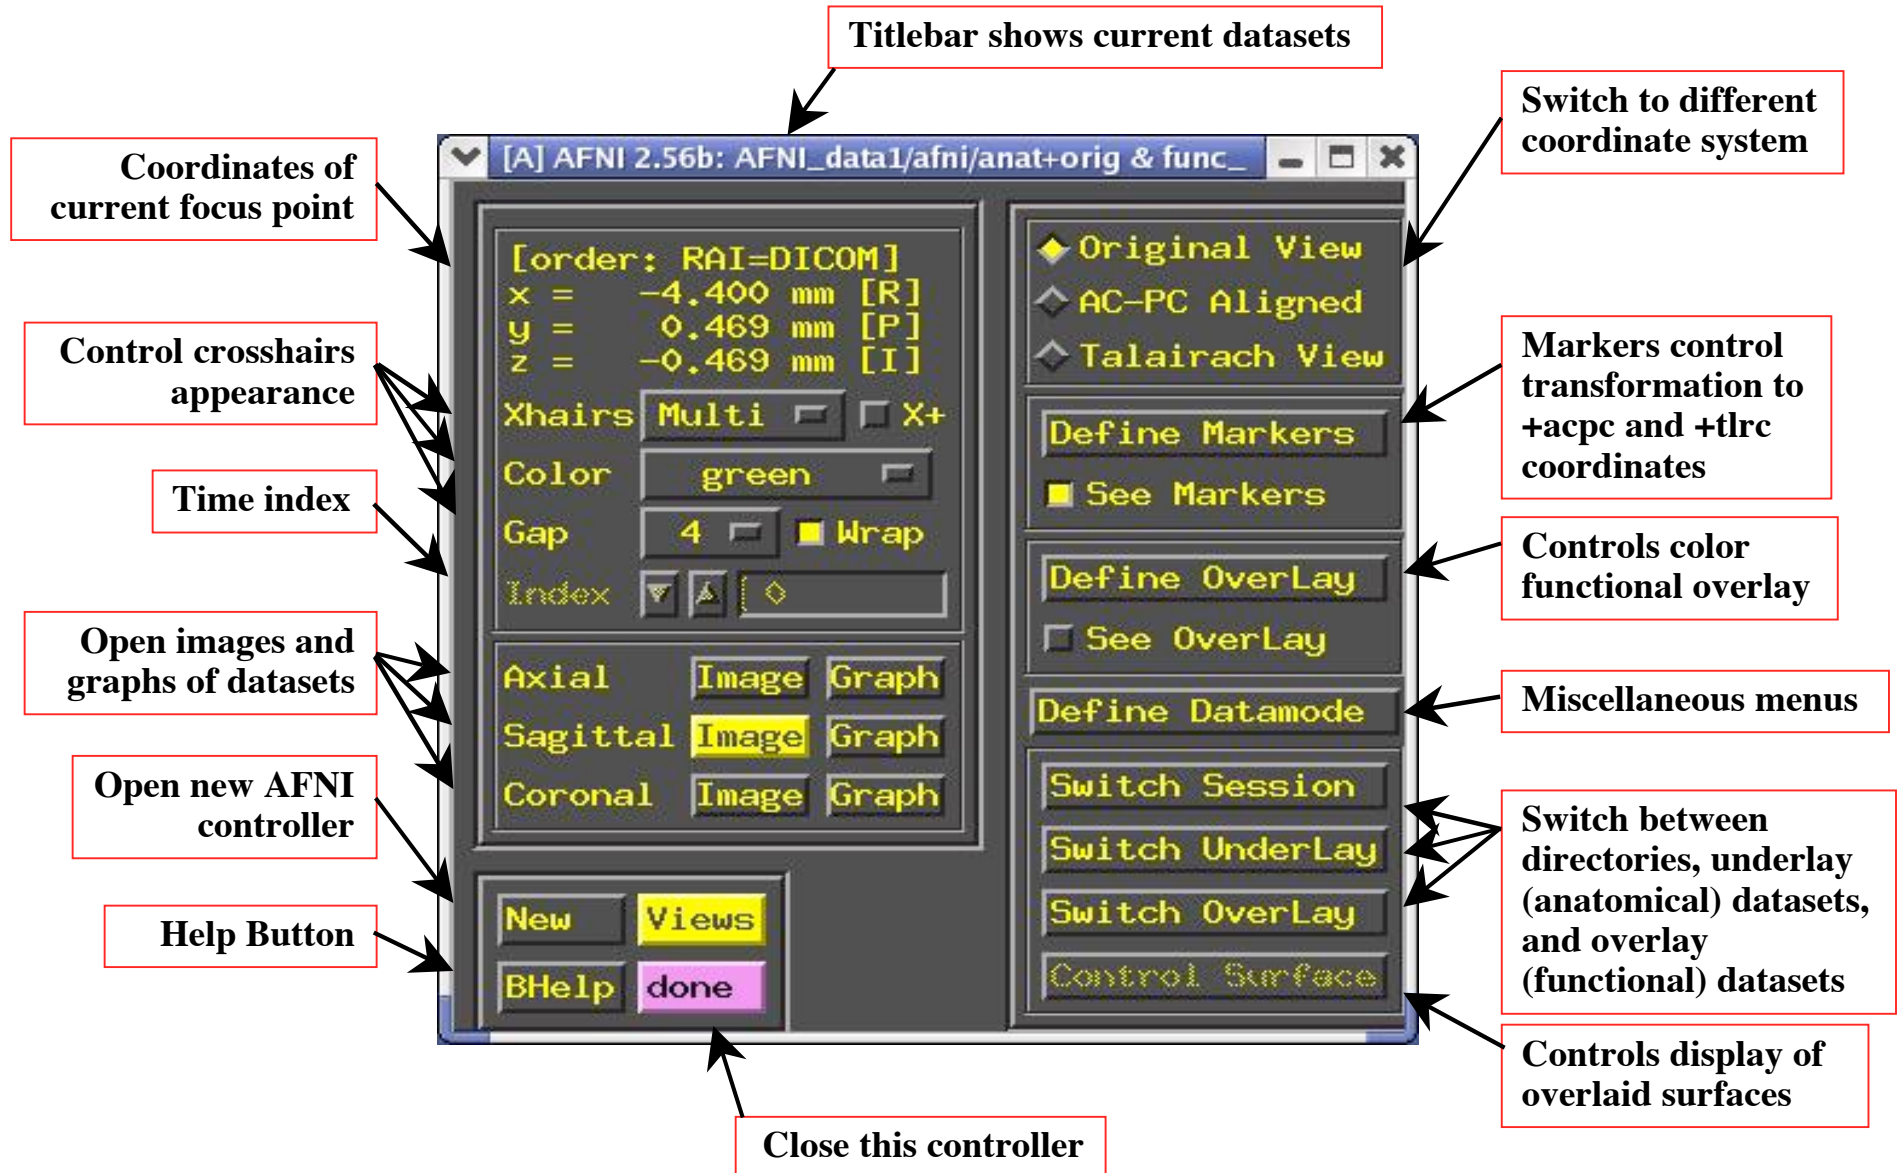 Titlebar shows current datasets
Coordinates of
current focus point
Control crosshairs
appearance
Time index
Open images and
graphs of datasets
Open new AFNI
controller
Help Button
[A] AFNI 2.56b: AFNI_data1/afni/anat+orig & func_
[order: RAI=DICOM]
x = -4.400 mm [R]
y = 0.469 mm [P]
z = -0.469 mm [I]
Xhairs Multi X+
Color green
Gap 4 Wrap
Index 0
Axial Image Graph
Sagittal Image Graph
Coronal Image Graph
New Views
BHelp done
Original View
AC-PC Aligned
Talairach View
Define Markers
See Markers
Define OverLay
See OverLay
Define Datamode
Switch Session
Switch UnderLay
Switch OverLay
Control Surface
Switch to different
coordinate system
Markers control
transformation to
+acpc and +tlrc
coordinates
Controls color
functional overlay
Miscellaneous menus
Switch between
directories, underlay
(anatomical) datasets,
and overlay
(functional) datasets
Controls display of
overlaid surfaces
Close this controller